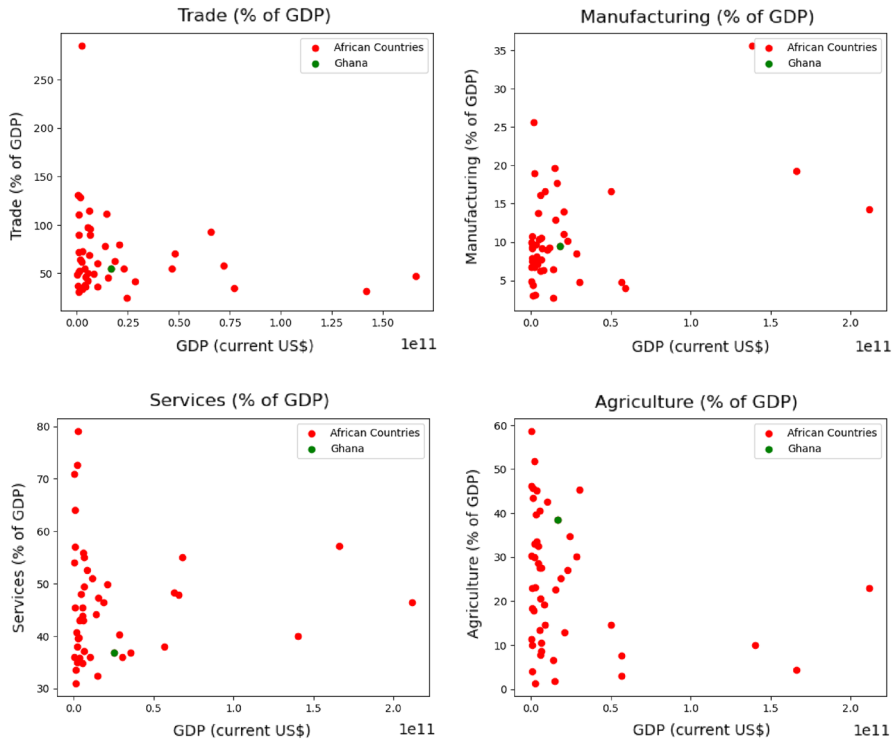 Trade (% of GDP)
African Countries
Ghana
250
200
150
100
50
Trade (% of GDP)
0.00 0.25 0.50 0.75 1.00 1.25 1.50
GDP (current US$)
1e11
Manufacturing (% of GDP)
African Countries
Ghana
35
30
25
20
15
10
5
Manufacturing (% of GDP)
0.0 0.5 1.0 1.5 2.0
GDP (current US$)
1e11
Services (% of GDP)
African Countries
Ghana
80
70
60
50
40
30
Services (% of GDP)
0.0 0.5 1.0 1.5 2.0
GDP (current US$)
1e11
Agriculture (% of GDP)
African Countries
Ghana
60
50
40
30
20
10
0
Agriculture (% of GDP)
0.0 0.5 1.0 1.5 2.0
GDP (current US$)
1e11